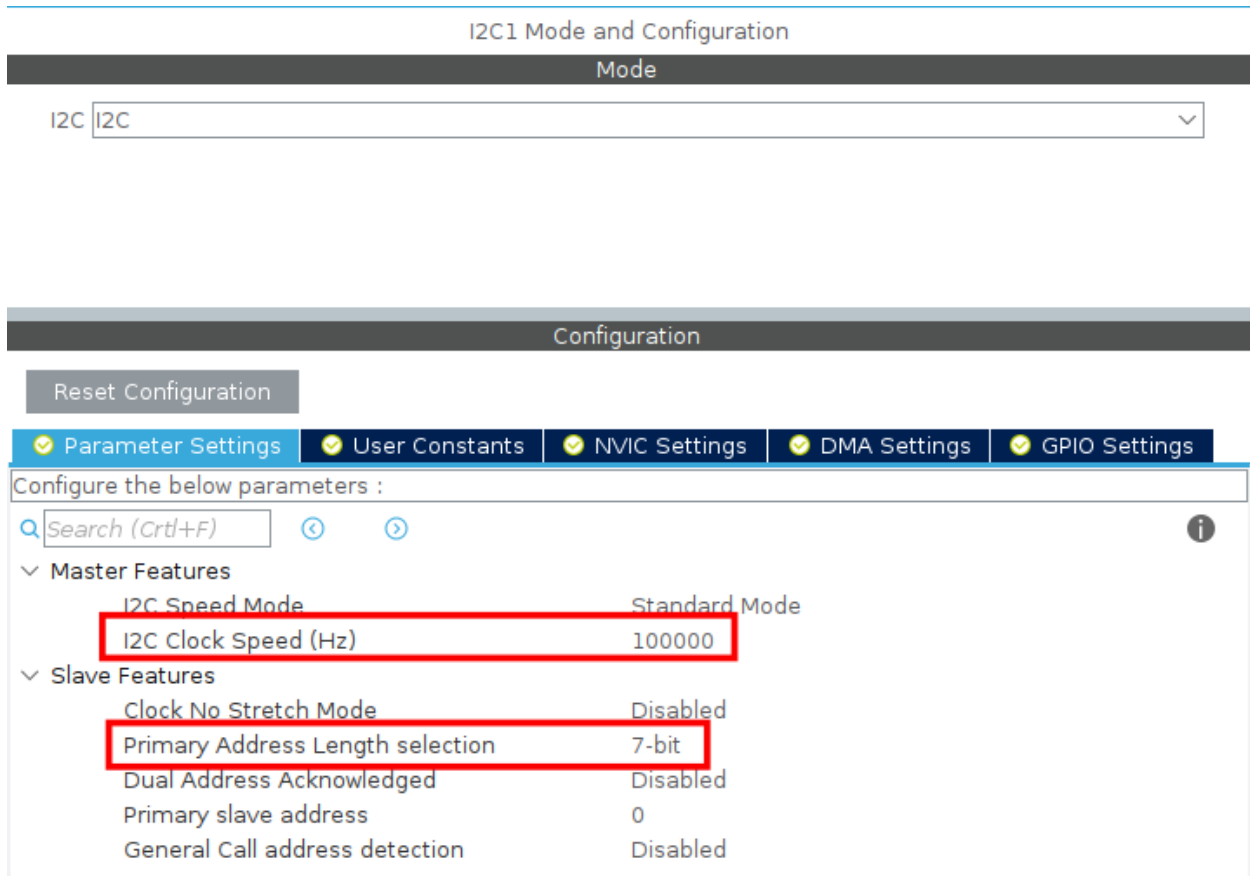 I2C1 Mode and Configuration
Mode
I2C I2C
Configuration
Reset Configuration
Parameter Settings User Constants NVIC Settings DMA Settings GPIO Settings
Configure the below parameters :
Search (Crtl+F)
Master Features
I2C Speed Mode Standard Mode
I2C Clock Speed (Hz) 100000
Slave Features
Clock No Stretch Mode Disabled
Primary Address Length selection 7-bit
Dual Address Acknowledged Disabled
Primary slave address 0
General Call address detection Disabled